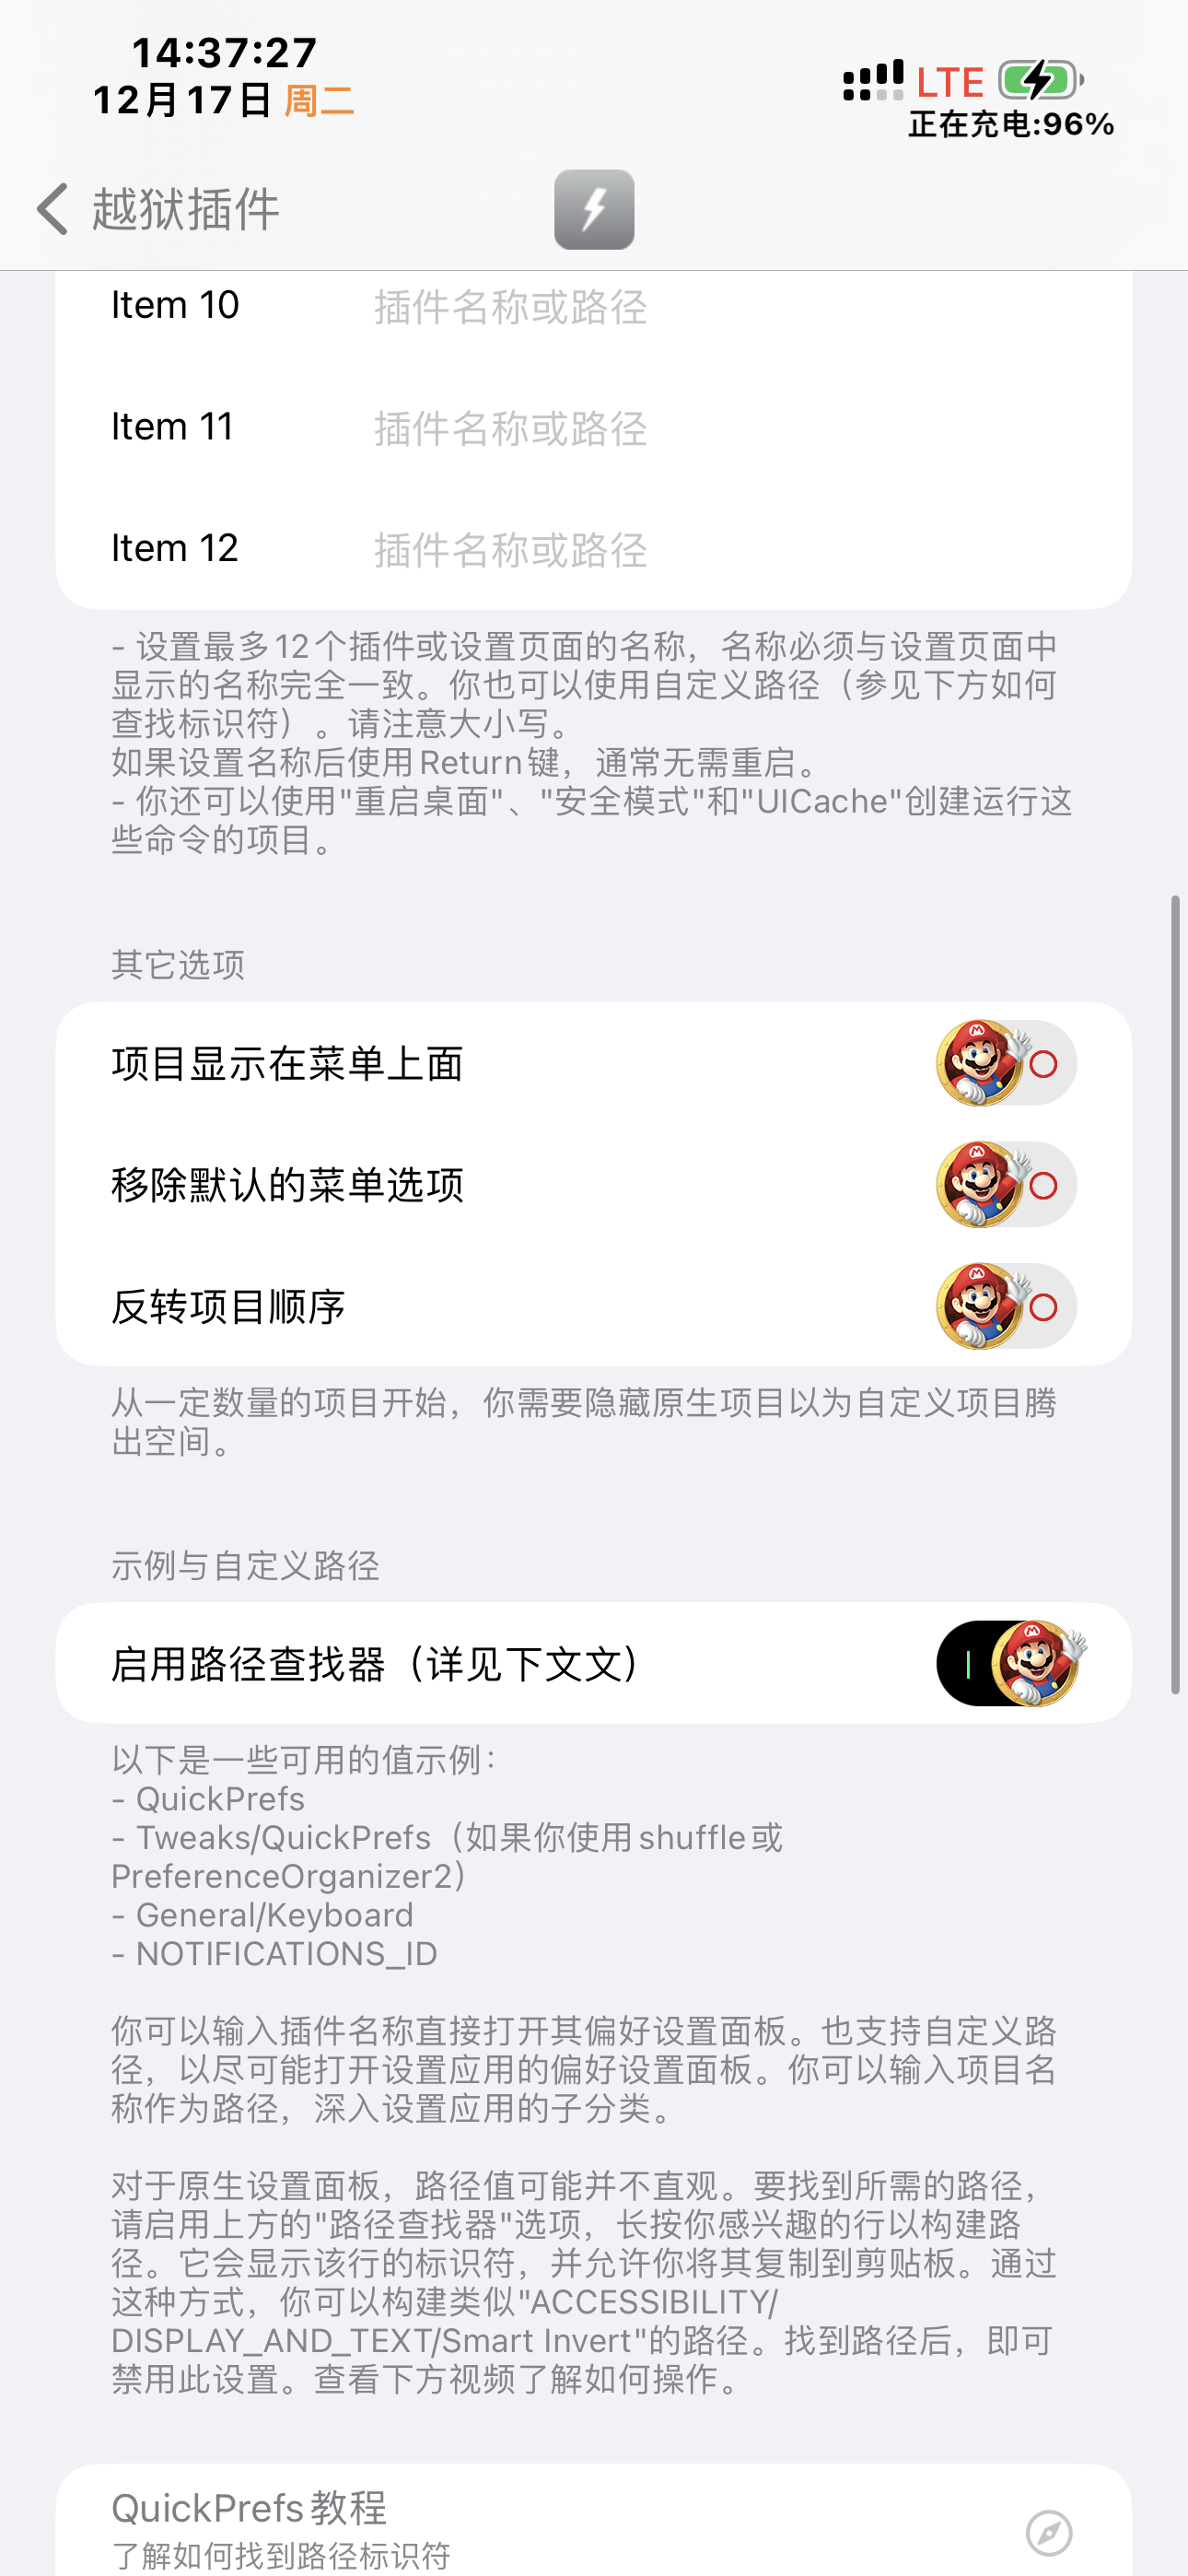 14:37:27
12月17日 周二
LTE
正在充电:96%
越狱插件
Item 10 插件名称或路径
Item 11 插件名称或路径
Item 12 插件名称或路径
- 设置最多12个插件或设置页面的名称，名称必须与设置页面中
显示的名称完全一致。你也可以使用自定义路径（参见下方如何
查找标识符）。请注意大小写。
如果设置名称后使用Return键，通常无需重启。
- 你还可以使用"重启桌面"、"安全模式"和"UICache"创建运行这
些命令的项目。
其它选项
项目显示在菜单上面
移除默认的菜单选项
反转项目顺序
从一定数量的项目开始，你需要隐藏原生项目以为自定义项目腾
出空间。
示例与自定义路径
启用路径查找器（详见下文文）
以下是一些可用的值示例：
- QuickPrefs
- Tweaks/QuickPrefs（如果你使用shuffle或
PreferenceOrganizer2）
- General/Keyboard
- NOTIFICATIONS_ID
你可以输入插件名称直接打开其偏好设置面板。也支持自定义路
径，以尽可能打开设置应用的偏好设置面板。你可以输入项目名
称作为路径，深入设置应用的子分类。
对于原生设置面板，路径值可能并不直观。要找到所需的路径，
请启用上方的"路径查找器"选项，长按你感兴趣的行以构建路
径。它会显示该行的标识符，并允许你将其复制到剪贴板。通过
这种方式，你可以构建类似"ACCESSIBILITY/
DISPLAY_AND_TEXT/Smart Invert"的路径。找到路径后，即可
禁用此设置。查看下方视频了解如何操作。
QuickPrefs教程
了解如何找到路径标识符